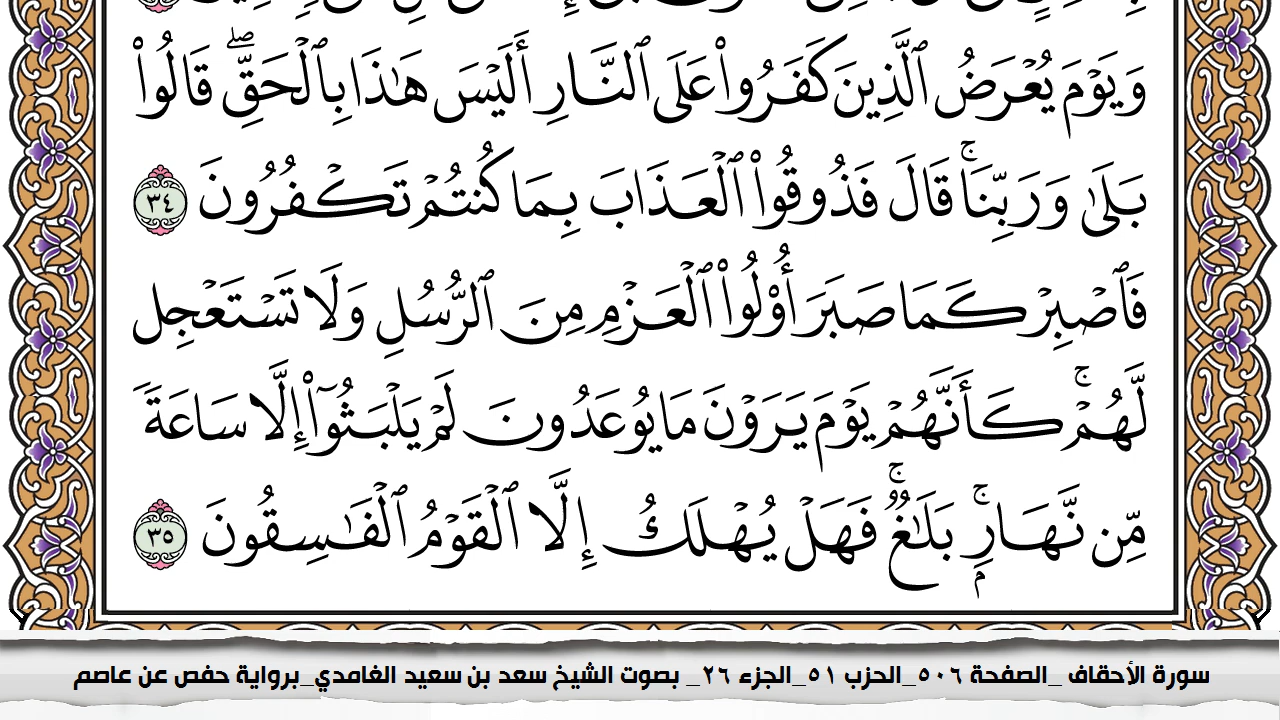 وَيَوْمَ يُعْرَضُ ٱلَّذِينَ كَفَرُوا۟ عَلَى ٱلنَّارِ أَلَيْسَ هَـٰذَا بِٱلْحَقِّ ۖ قَالُوا۟
بَلَىٰ وَرَبِّنَا ۚ قَالَ فَذُوقُوا۟ ٱلْعَذَابَ بِمَا كُنتُمْ تَكْفُرُونَ ٣٤
فَٱصْبِرْ كَمَا صَبَرَ أُو۟لُوا۟ ٱلْعَزْمِ مِنَ ٱلرُّسُلِ وَلَا تَسْتَعْجِل
لَّهُمْ ۚ كَأَنَّهُمْ يَوْمَ يَرَوْنَ مَا يُوعَدُونَ لَمْ يَلْبَثُوٓا۟ إِلَّا سَاعَةً
مِّن نَّهَارٍۭ ۚ بَلَـٰغٌ ۚ فَهَلْ يُهْلَكُ إِلَّا ٱلْقَوْمُ ٱلْفَـٰسِقُونَ ٣٥
سورة الأحقاف _الصفحة ٥٠٦_الحزب ٥١_الجزء ٢٦_ بصوت الشيخ سعد بن سعيد الغامدي_برواية حفص عن عاصم